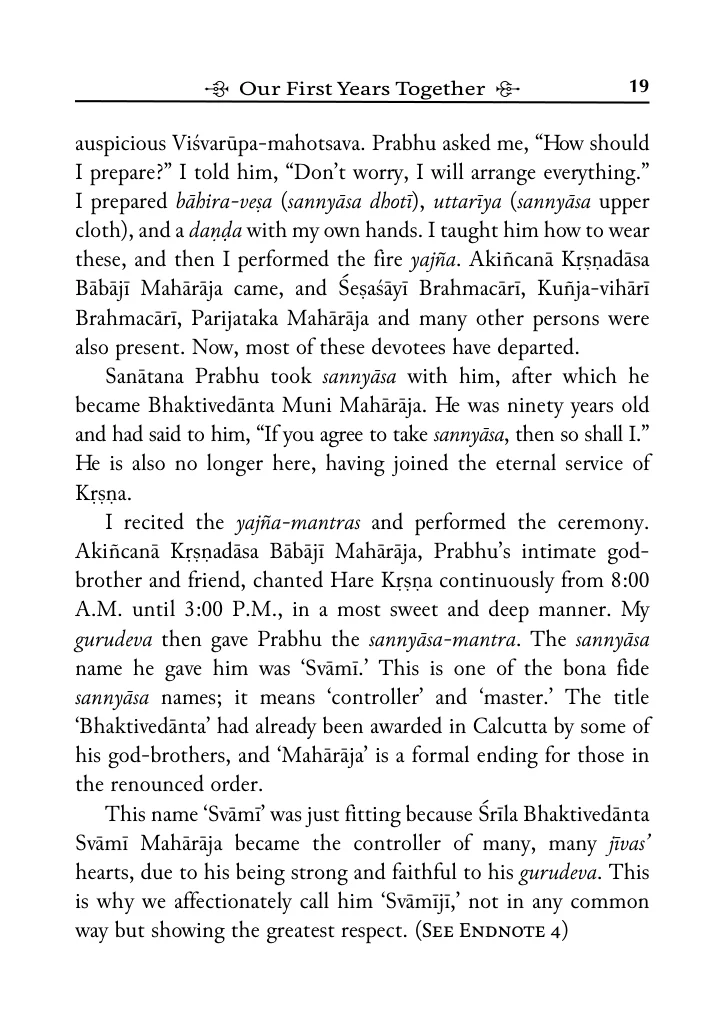 Our First Years Together 19
auspicious Viśvarūpa-mahotsava. Prabhu asked me, “How should
I prepare?” I told him, “Don’t worry, I will arrange everything.”
I prepared bāhira-veṣa (sannyāsa dhotī), uttarīya (sannyāsa upper
cloth), and a daṇḍa with my own hands. I taught him how to wear
these, and then I performed the fire yajña. Akiñcanā Kṛṣṇadāsa
Bābājī Mahārāja came, and Śeṣaśāyī Brahmacārī, Kuñja-vihārī
Brahmacārī, Parijataka Mahārāja and many other persons were
also present. Now, most of these devotees have departed.
Sanātana Prabhu took sannyāsa with him, after which he
became Bhaktivedānta Muni Mahārāja. He was ninety years old
and had said to him, “If you agree to take sannyāsa, then so shall I.”
He is also no longer here, having joined the eternal service of
Kṛṣṇa.
I recited the yajña-mantras and performed the ceremony.
Akiñcanā Kṛṣṇadāsa Bābājī Mahārāja, Prabhu’s intimate god-
brother and friend, chanted Hare Kṛṣṇa continuously from 8:00
A.M. until 3:00 P.M., in a most sweet and deep manner. My
gurudeva then gave Prabhu the sannyāsa-mantra. The sannyāsa
name he gave him was ‘Svāmī.’ This is one of the bona fide
sannyāsa names; it means ‘controller’ and ‘master.’ The title
‘Bhaktivedānta’ had already been awarded in Calcutta by some of
his god-brothers, and ‘Mahārāja’ is a formal ending for those in
the renounced order.
This name ‘Svāmī’ was just fitting because Śrīla Bhaktivedānta
Svāmī Mahārāja became the controller of many, many jīvas’
hearts, due to his being strong and faithful to his gurudeva. This
is why we affectionately call him ‘Svāmījī,’ not in any common
way but showing the greatest respect. (See Endnote 4)